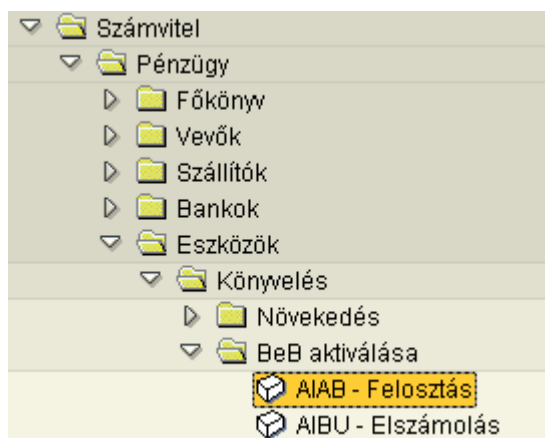 Számvitel
Pénzügy
Főkönyv
Vevők
Szállítók
Bankok
Eszközök
Könyvelés
Növekedés
BeB aktiválása
AIAB - Felosztás
AIBU - Elszámolás